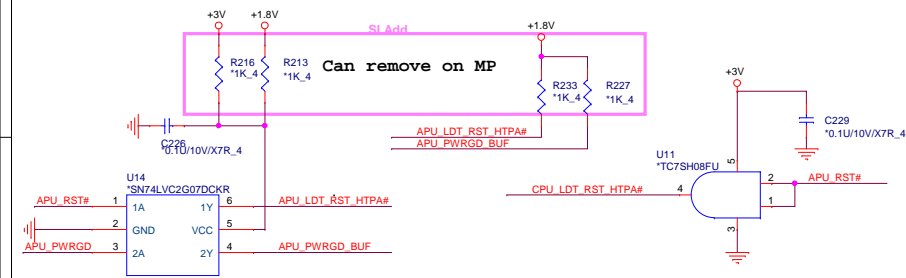 +3V
+1.8V
SI Add
+1.8V
R216
*1K_4
R213
*1K_4
Can remove on MP
R233
*1K_4
R227
*1K_4
+3V
C229
*0.1U/10V/X7R_4
C226
*0.1U/10V/X7R_4
APU_LDT_RST_HTPA#
APU_PWRGD_BUF
U14
*SN74LVC2G07DCKR
U11
*TC7SH08FU
5
APU_RST#
1
1A
1Y
6
APU_LDT_RST_HTPA#
2
GND
VCC
5
APU_PWRGD
3
2A
2Y
4
APU_PWRGD_BUF
CPU_LDT_RST_HTPA#
4
2
APU_RST#
1
3